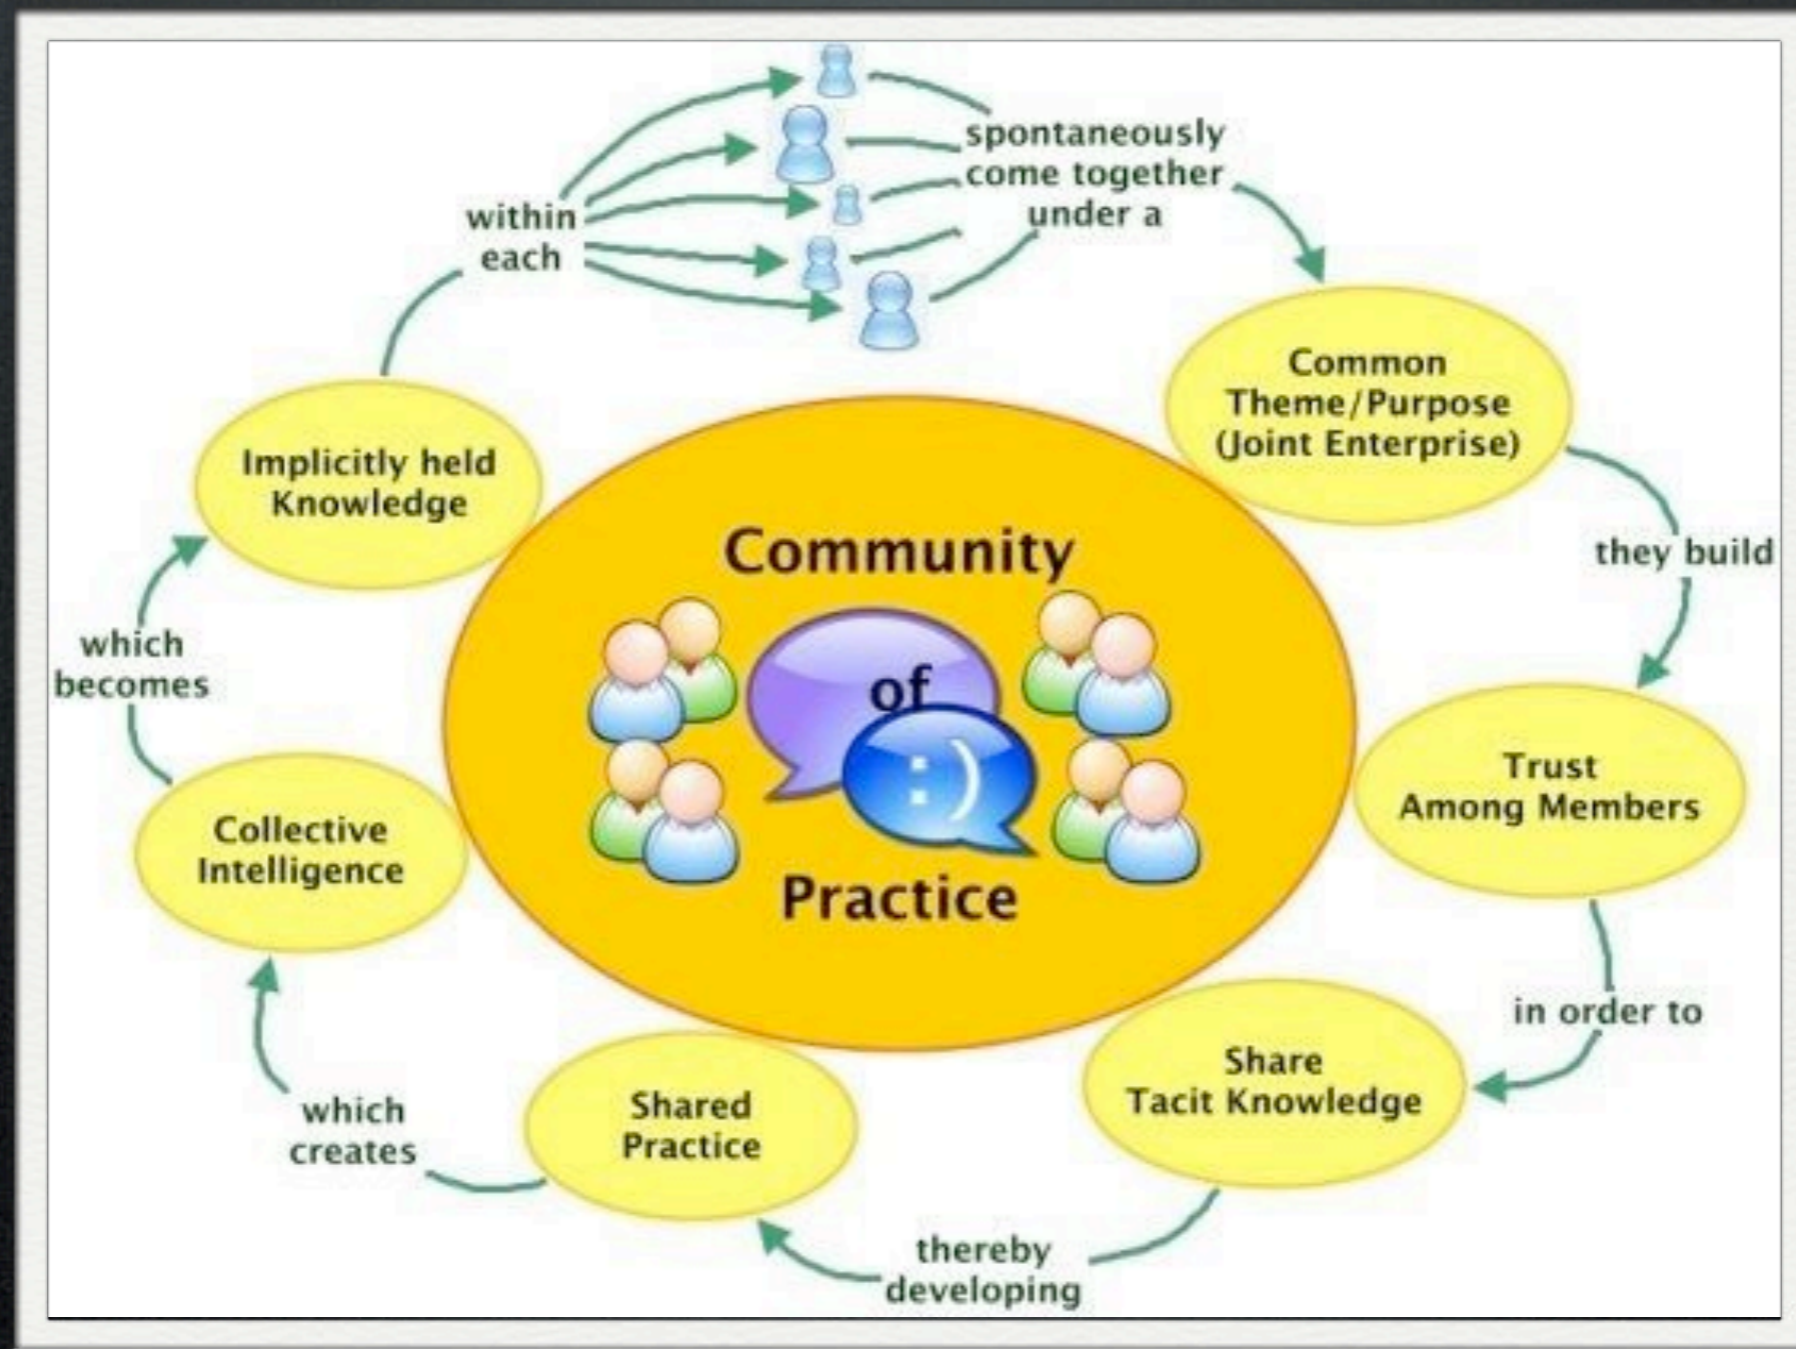 within
each
spontaneously
come together
under a
Common
Theme/Purpose
(Joint Enterprise)
they build
Trust
Among Members
in order to
Share
Tacit Knowledge
thereby
developing
Shared
Practice
which
creates
Collective
Intelligence
which
becomes
Implicitly held
Knowledge
Community
of
:)
Practice